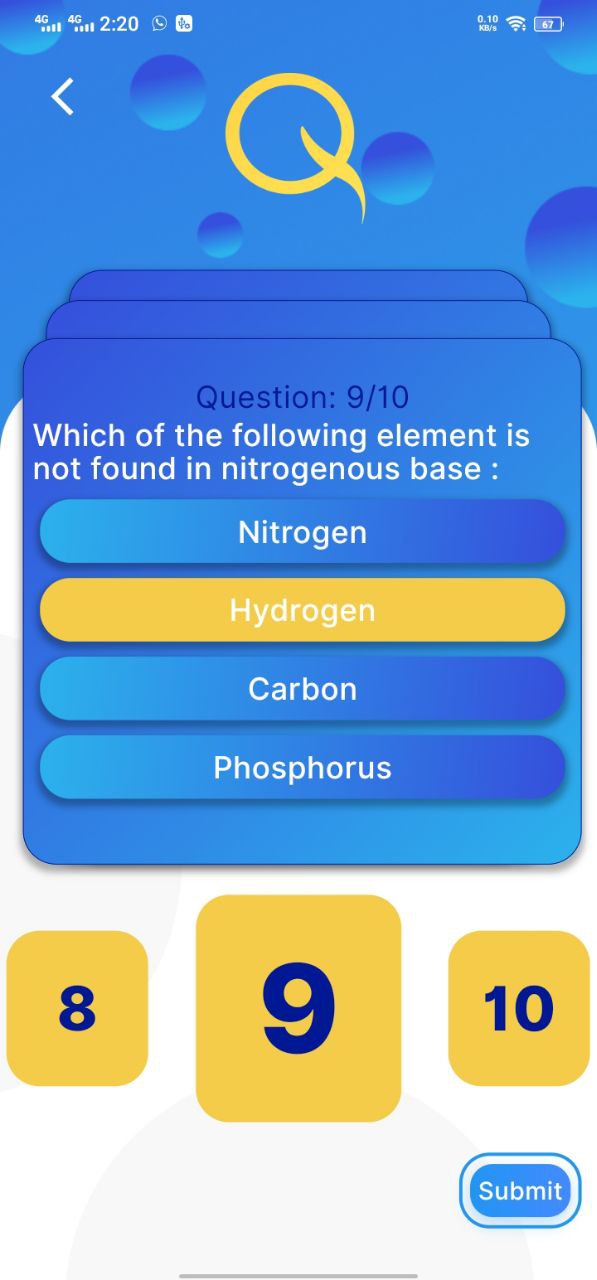 4G 4G 2:20 0.10 KB/s 67
Q
Question: 9/10
Which of the following element is
not found in nitrogenous base :
Nitrogen
Hydrogen
Carbon
Phosphorus
8 9 10
Submit